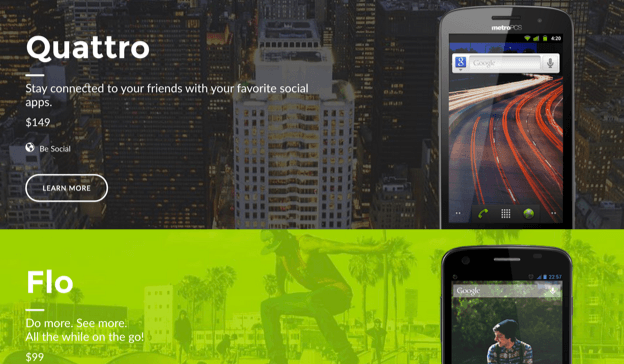 Quattro
Stay connected to your friends with your favorite social
apps.
$149
Be Social
LEARN MORE
metroPCS
4:20
Google
Flo
Do more. See more.
All the while on the go!
$99
22:57
Google